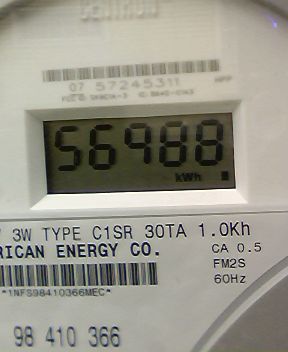 CENTRON
07 57245311
56988
kWh
3W TYPE C1SR 30TA 1.0Kh
RICAN ENERGY CO.
CA 0.5
FM2S
60Hz
*1NFS98410366MEC*
98 410 366